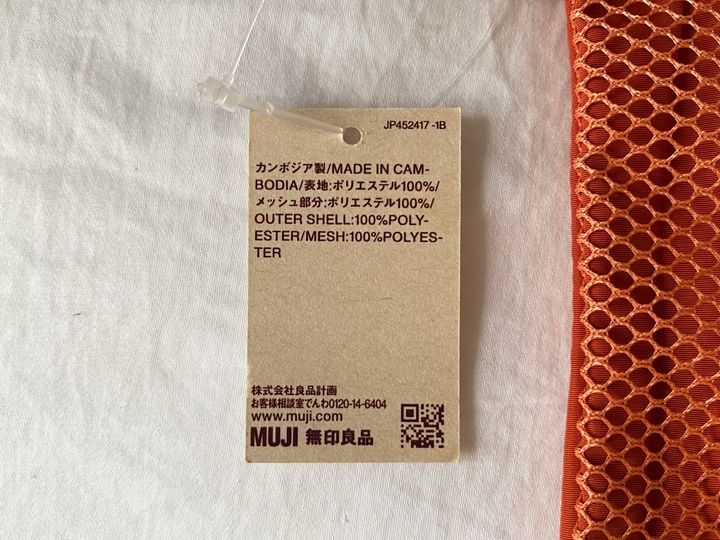 JP452417 -1B
カンボジア製/MADE IN CAM-
BODIA/表地:ポリエステル100%/
メッシュ部分:ポリエステル100%/
OUTER SHELL:100%POLY-
ESTER/MESH:100%POLYES-
TER
株式会社良品計画
お客様相談室でんわ0120-14-6404
www.muji.com
MUJI 無印良品